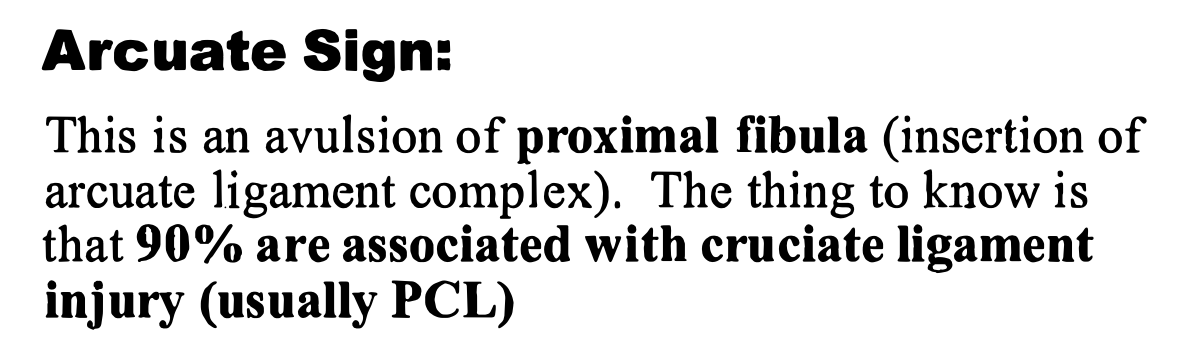 Arcuate Sign:
This is an avulsion of proximal fibula (insertion of
arcuate ligament complex). The thing to know is
that 90% are associated with cruciate ligament
injury (usually PCL)